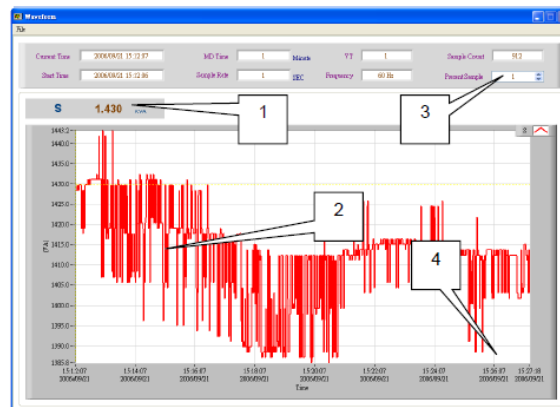 Waveform
File
Current Time 2006/09/21 15:12:07 MD Time 1 Minute VT 1 Sample Count 912
Start Time 2006/09/21 15:12:06 Sample Rate 1 SEC Frequency 60 Hz Present Sample 1
S 1.430 KVA
1
3
S
1443.2
1440.0
1430.0
1425.0
1420.0
1415.0
1410.0
1405.0
1400.0
1395.0
1390.0
1385.8
(VA)
2
4
15:12:07 15:14:07 15:16:07 15:18:07 15:20:07 15:22:07 15:24:07 15:26:07 15:27:18
2006/09/21 2006/09/21 2006/09/21 2006/09/21 2006/09/21 2006/09/21 2006/09/21 2006/09/21 2006/09/21
Time